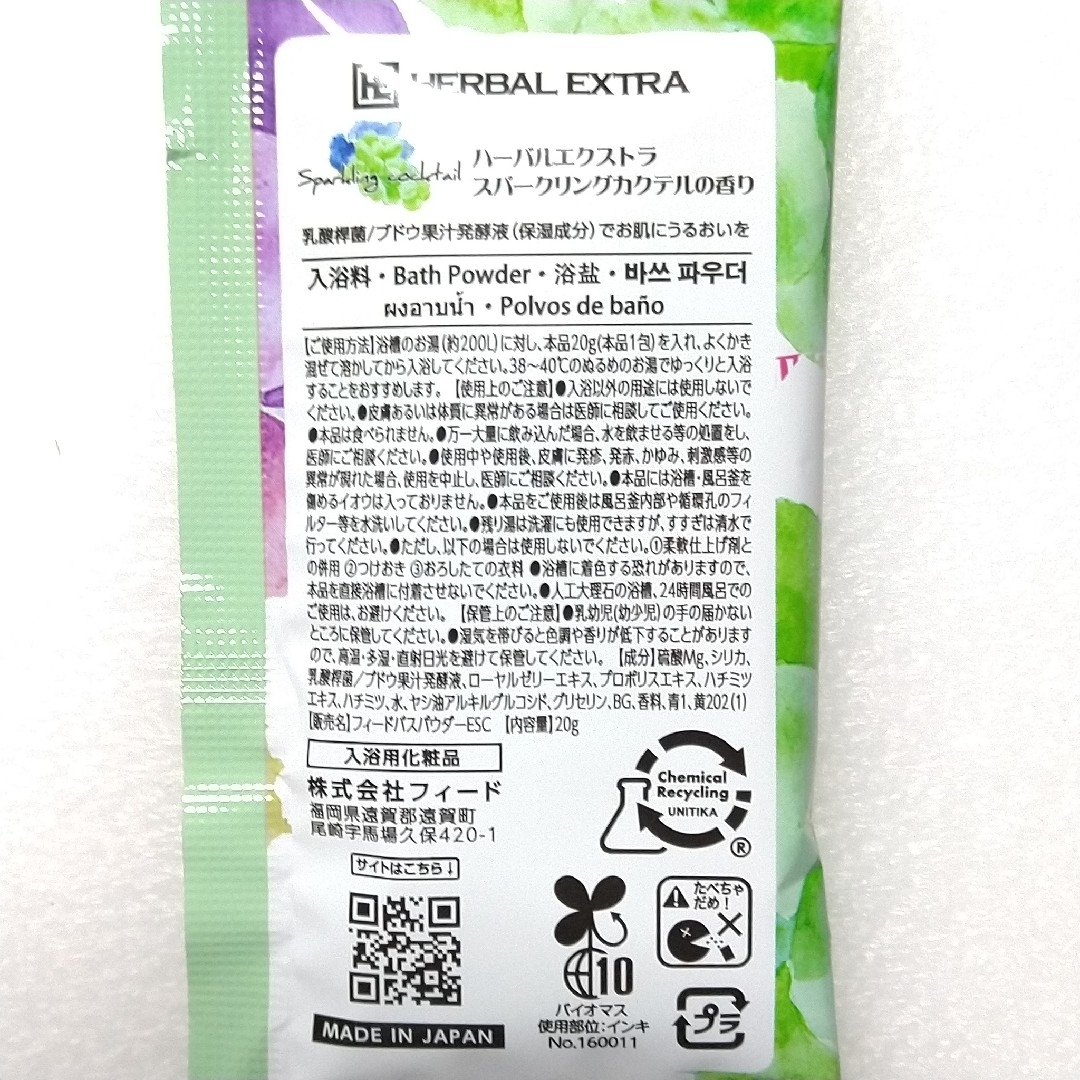 HE HERBAL EXTRA
Sparkling cocktail
ハーバルエクストラ
スパークリングカクテルの香り
乳酸桿菌/ブドウ果汁発酵液(保湿成分)でお肌にうるおいを
入浴料・Bath Powder・浴盐・바쓰 파우더
ผงอาบน้ำ・Polvos de baño
【ご使用方法】浴槽のお湯(約200L)に対し、本品20g(本品1包)を入れ、よくかき
混ぜて溶かしてから入浴してください。38〜40℃のぬるめのお湯でゆっくりと入浴
することをおすすめします。【使用上のご注意】●入浴以外の用途には使用しないで
ください。●皮膚あるいは体質に異常がある場合は医師に相談してご使用ください。
●本品は食べられません。●万一大量に飲み込んだ場合、水を飲ませる等の処置をし、
医師にご相談ください。●使用中や使用後、皮膚に発疹、発赤、かゆみ、刺激感等の
異常が現れた場合、使用を中止し、医師にご相談ください。●本品には浴槽・風呂釜を
傷めるイオウは入っておりません。●本品をご使用後は風呂釜内部や循環孔のフィ
ルター等を水洗いしてください。●残り湯は洗濯にも使用できますが、すすぎは清水で
行ってください。●ただし、以下の場合は使用しないでください。①柔軟仕上げ剤と
の併用 ②つけおき ③おろしたての衣料 ●浴槽に着色する恐れがありますので、
本品を直接浴槽に付着させないでください。●人工大理石の浴槽、24時間風呂での
ご使用は、お避けください。【保管上のご注意】●乳幼児(幼少児)の手の届かない
ところに保管してください。●湿気を帯びると色調や香りが低下することがあります
ので、高温・多湿・直射日光を避けて保管してください。【成分】硫酸Mg、シリカ、
乳酸桿菌/ブドウ果汁発酵液、ローヤルゼリーエキス、プロポリスエキス、ハチミツ
エキス、ハチミツ、水、ヤシ油アルキルグルコシド、グリセリン、BG、香料、青1、黄202(1)
【販売名】フィードバスパウダーESC 【内容量】20g
入浴用化粧品
株式会社フィード
福岡県遠賀郡遠賀町
尾崎字馬場久保420-1
サイトはこちら↓
MADE IN JAPAN
Chemical
Recycling
UNITIKA
®
10
バイオマス
使用部位:インキ
No.160011
たべちゃ
だめ!
プラ